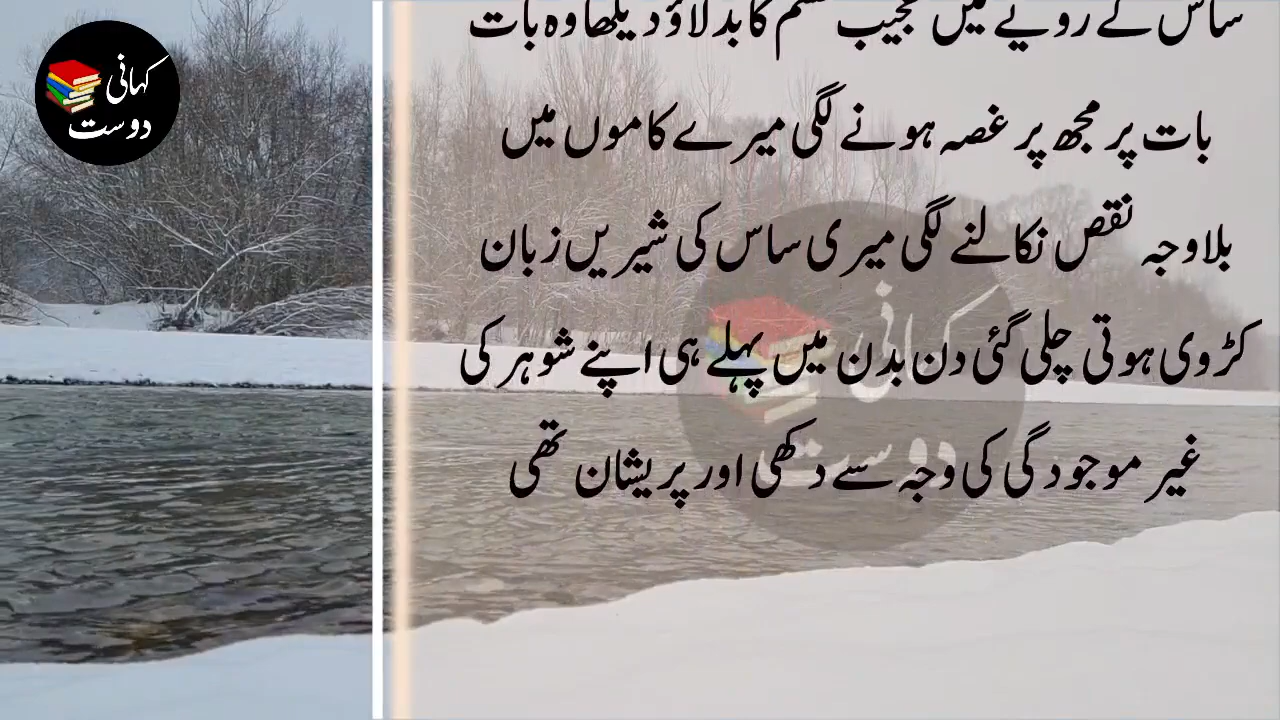 کہانی
دوست
ساس کے رویے میں عجیب قسم کا بدلاؤ دیکھا وہ بات
بات پر مجھ پر غصہ ہونے لگی میرے کاموں میں
بلاوجہ نقص نکالنے لگی میری ساس کی شیریں زبان
کڑوی ہوتی چلی گئی دن بدن میں پہلے ہی اپنے شوہر کی
غیر موجودگی کی وجہ سے دکھی اور پریشان تھی
کہانی
دوست